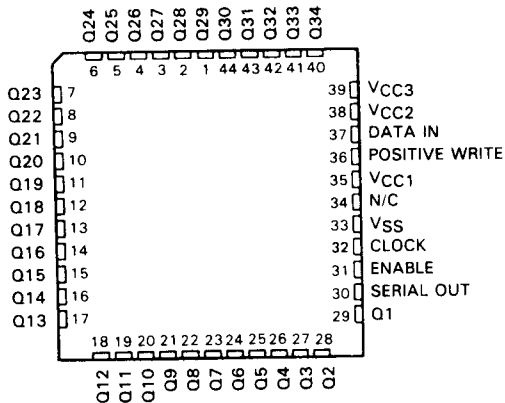 Q24 Q25 Q26 Q27 Q28 Q29 Q30 Q31 Q32 Q33 Q34
6 5 4 3 2 1 44 43 42 41 40
Q23 7
Q22 8
Q21 9
Q20 10
Q19 11
Q18 12
Q17 13
Q16 14
Q15 15
Q14 16
Q13 17
39 VCC3
38 VCC2
37 DATA IN
36 POSITIVE WRITE
35 VCC1
34 N/C
33 VSS
32 CLOCK
31 ENABLE
30 SERIAL OUT
29 Q1
18 19 20 21 22 23 24 25 26 27 28
Q12 Q11 Q10 Q9 Q8 Q7 Q6 Q5 Q4 Q3 Q2